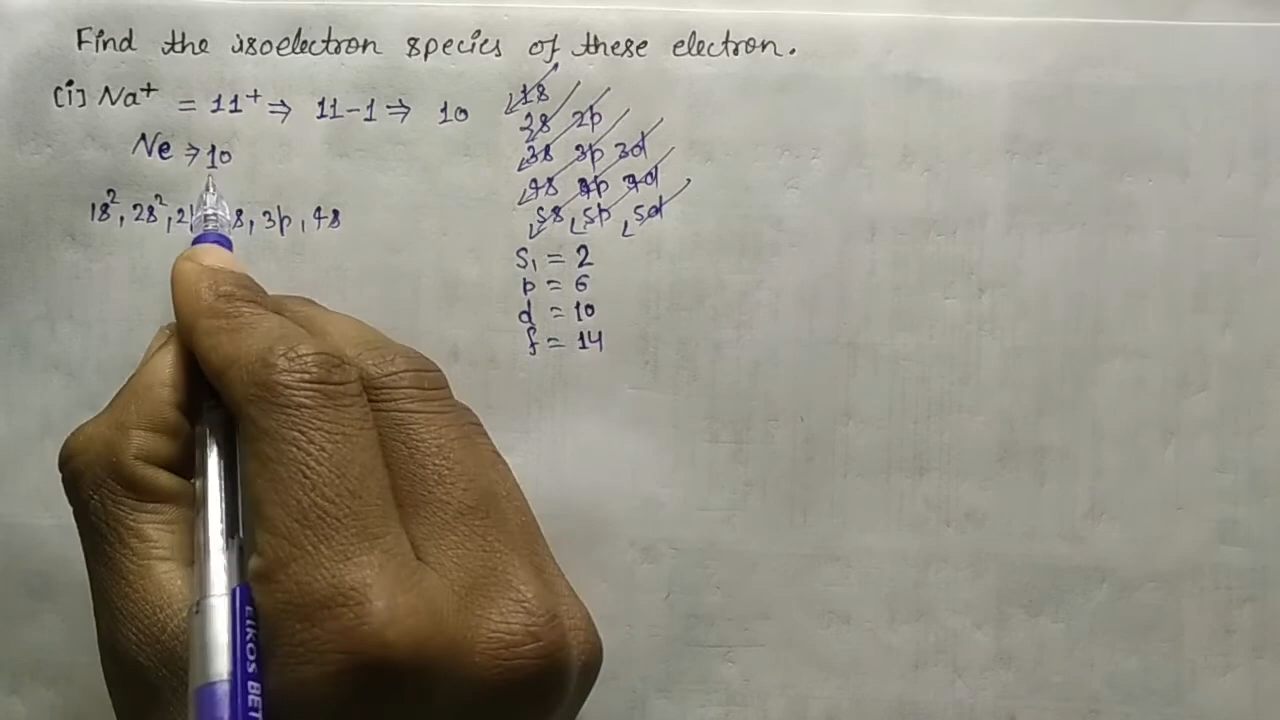 Find the isoelectron species of these electron.
(i) Na⁺ = 11⁺ ⇒ 11-1 ⇒ 10
Ne ⇒ 10
1s², 2s², 3p, 4s
1s
2s 2p
3s 3p 3d
4s 4p 4d
5s, 5p, 5d
S, = 2
p = 6
d = 10
f = 14
EIKOS BET